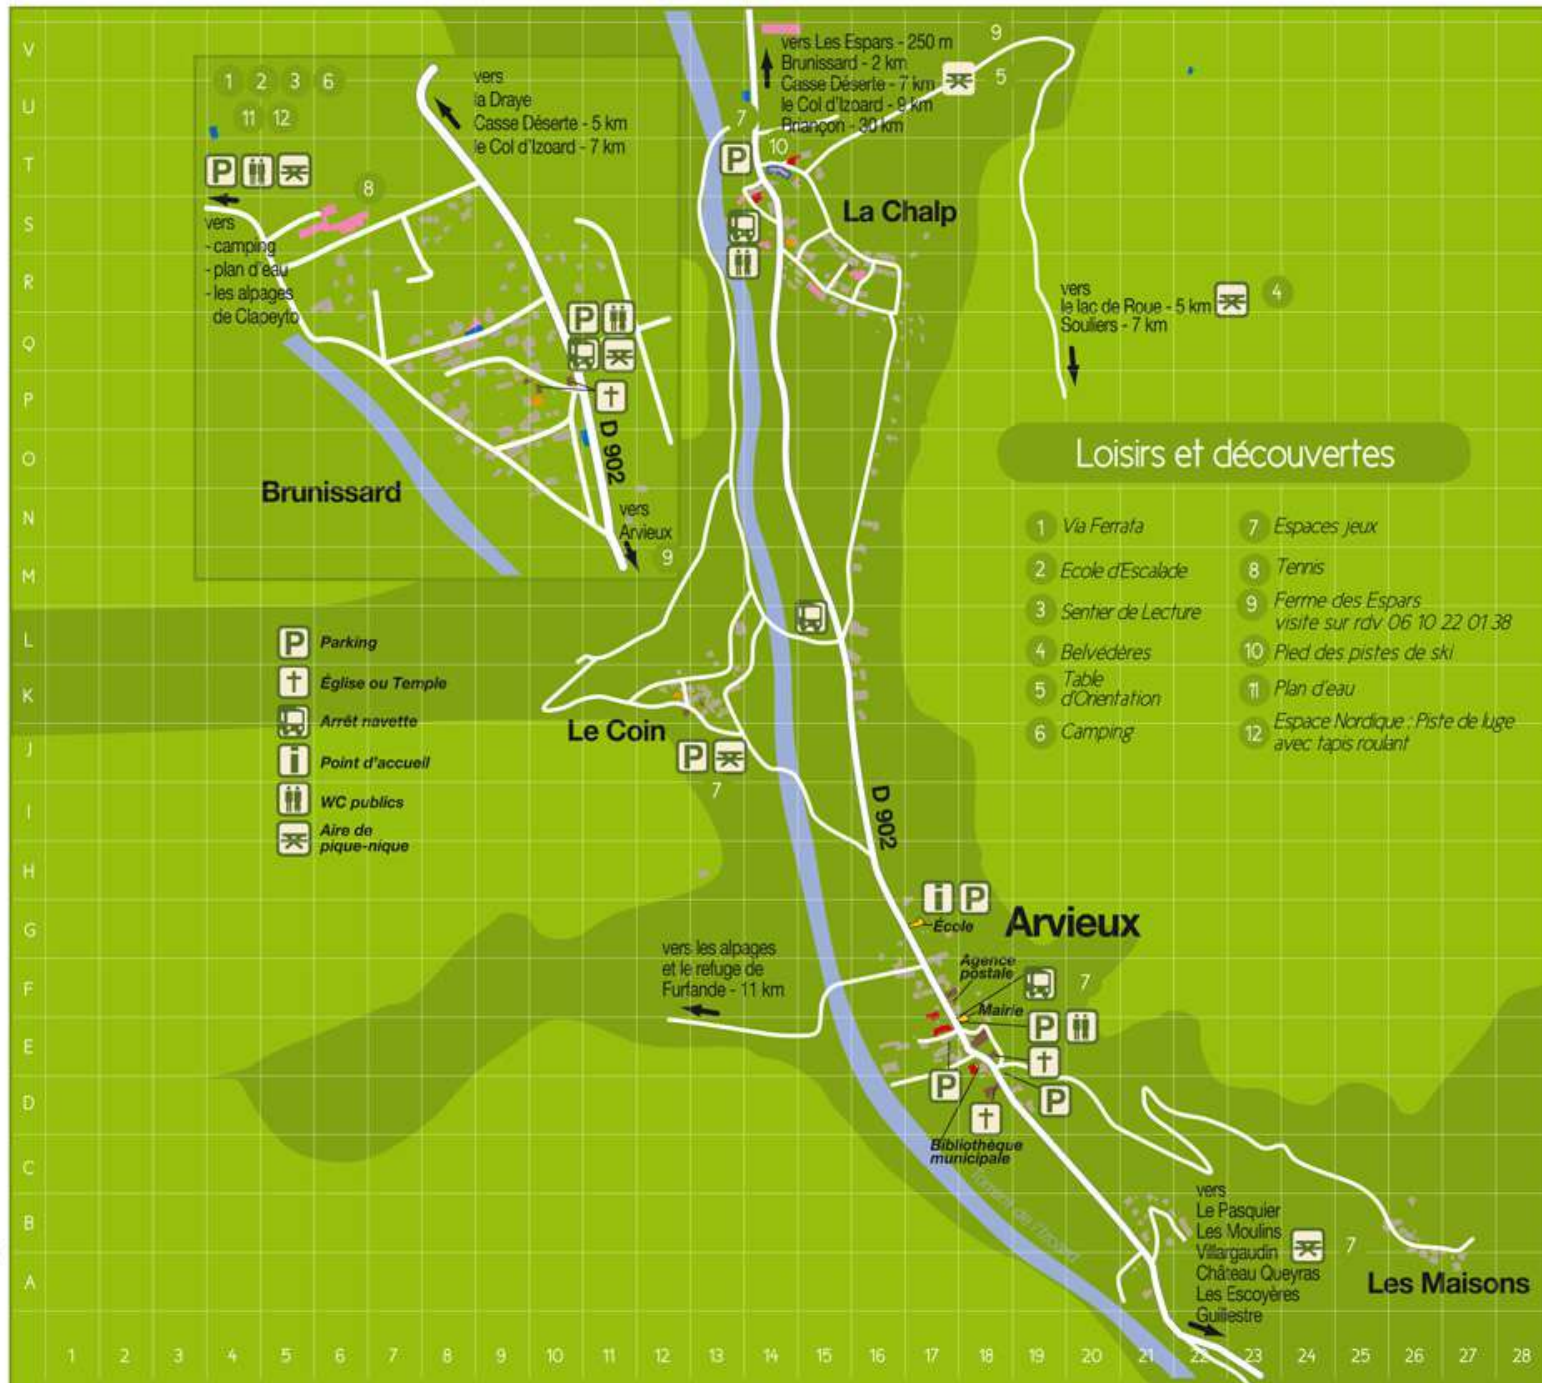 V
U
T
S
R
Q
P
O
N
M
L
K
J
I
H
G
F
E
D
C
B
A
1 2 3 4 5 6 7 8 9 10 11 12 13 14 15 16 17 18 19 20 21 22 23 24 25 26 27 28
1 2 3 6
11 12
P
8
vers
la Draye
Casse Déserte - 5 km
le Col d'Izoard - 7 km
vers
- camping
- plan d'eau
- les alpages
de Clapeyto
P
D 902
Brunissard
vers
Arvieux
9
vers Les Espars - 250 m
Brunissard - 2 km
Casse Déserte - 7 km
le Col d'Izoard - 9 km
Briançon - 30 km
9
5
7
P
10
La Chalp
vers
le lac de Roue - 5 km
Souliers - 7 km
4
Loisirs et découvertes
1 Via Ferrata
2 Ecole d'Escalade
3 Sentier de Lecture
4 Belvédères
5 Table
d'Orientation
6 Camping
7 Espaces jeux
8 Tennis
9 Ferme des Espars
visite sur rdv 06 10 22 01 38
10 Pied des pistes de ski
11 Plan d'eau
12 Espace Nordique : Piste de luge
avec tapis roulant
P Parking
Église ou Temple
Arrêt navette
i Point d'accueil
WC publics
Aire de
pique-nique
Le Coin
P
7
D 902
i P
École
Arvieux
vers les alpages
et le refuge de
Furfande - 11 km
Agence
postale
7
Mairie
P
P
P
Bibliothèque
municipale
Torrent de l'Izoard
vers
Le Pasquier
Les Moulins
Villargaudin
Château Queyras
Les Escoyères
Guillestre
7
Les Maisons